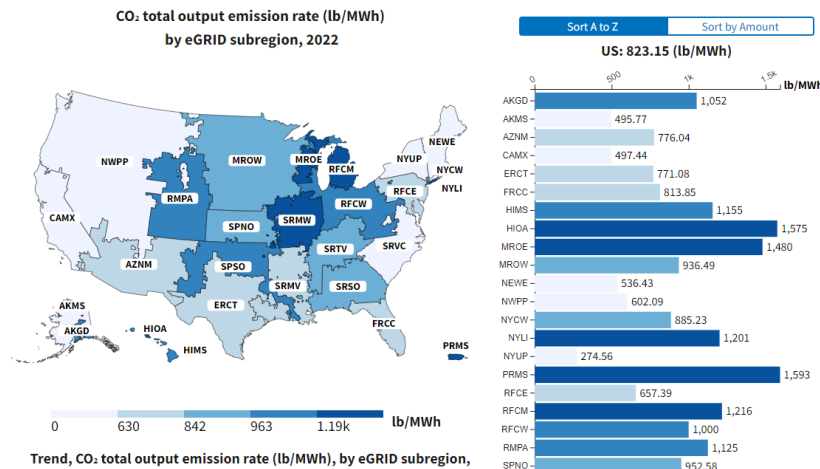 CO₂ total output emission rate (lb/MWh)
by eGRID subregion, 2022
NEWE
NYUP
MROE
MROW
NWPP
RFCM
NYCW
NYLI
RFCE
RMPA
RFCW
CAMX
SRMW
SPNO
SRVC
SRTV
AZNM
SPSO
SRMV
SRSO
ERCT
AKMS
FRCC
AKGD
HIOA
HIMS
PRMS
0 630 842 963 1.19k lb/MWh
Trend, CO₂ total output emission rate (lb/MWh), by eGRID subregion,
Sort A to Z Sort by Amount
US: 823.15 (lb/MWh)
0 500 1k 1.5k lb/MWh
AKGD 1,052
AKMS 495.77
AZNM 776.04
CAMX 497.44
ERCT 771.08
FRCC 813.85
HIMS 1,155
HIOA 1,575
MROE 1,480
MROW 936.49
NEWE 536.43
NWPP 602.09
NYCW 885.23
NYLI 1,201
NYUP 274.56
PRMS 1,593
RFCE 657.39
RFCM 1,216
RFCW 1,000
RMPA 1,125
SPNO 952.58